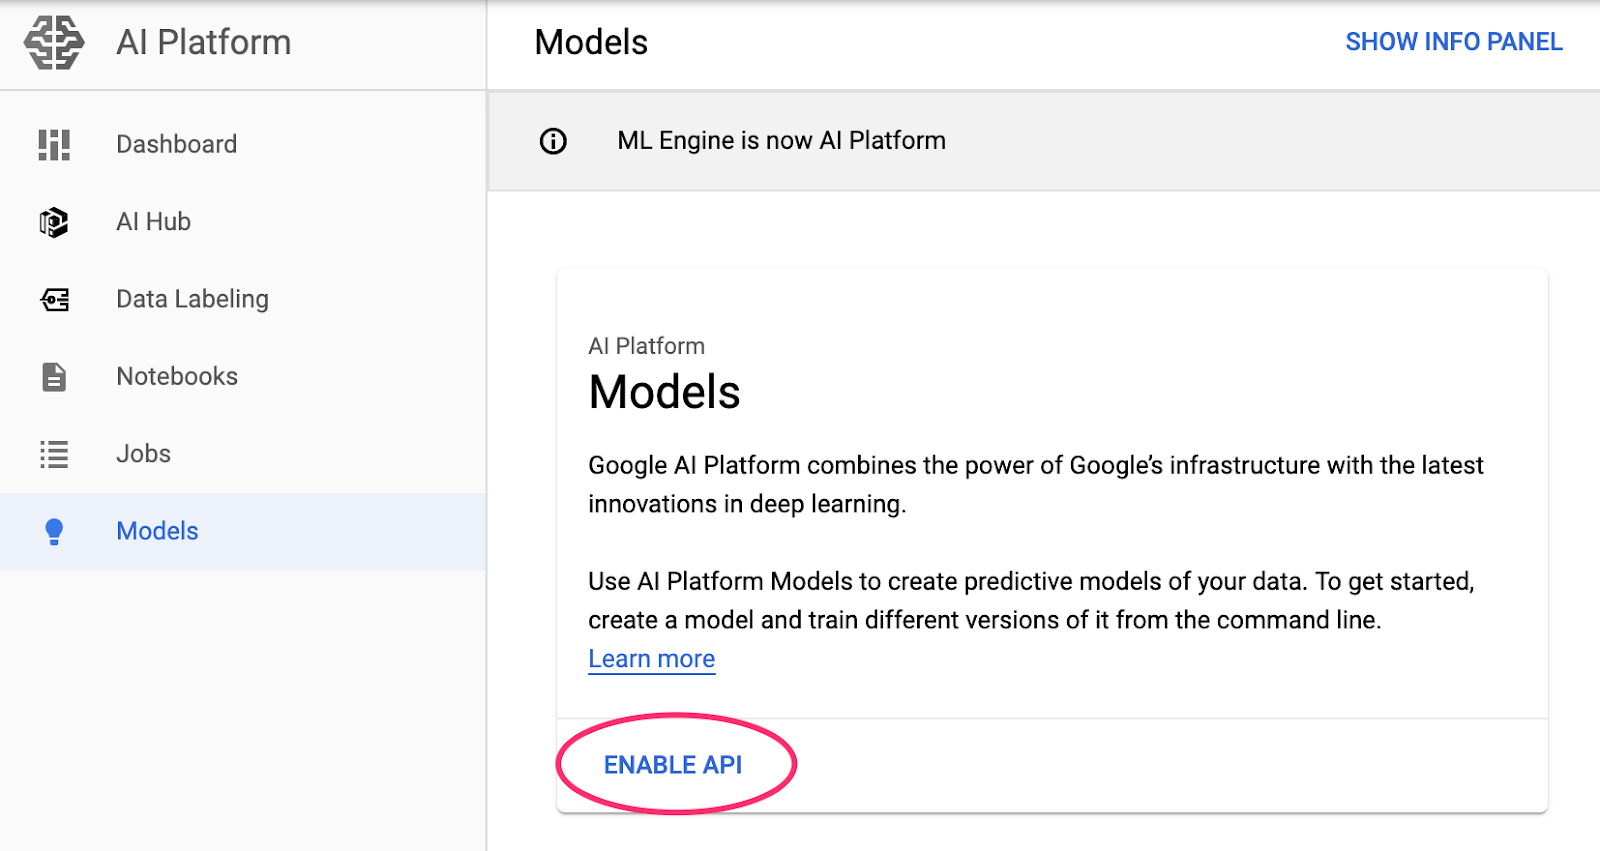 AI Platform
Models
SHOW INFO PANEL
Dashboard
AI Hub
Data Labeling
Notebooks
Jobs
Models
ML Engine is now AI Platform
AI Platform
Models
Google AI Platform combines the power of Google’s infrastructure with the latest
innovations in deep learning.
Use AI Platform Models to create predictive models of your data. To get started,
create a model and train different versions of it from the command line.
Learn more
ENABLE API